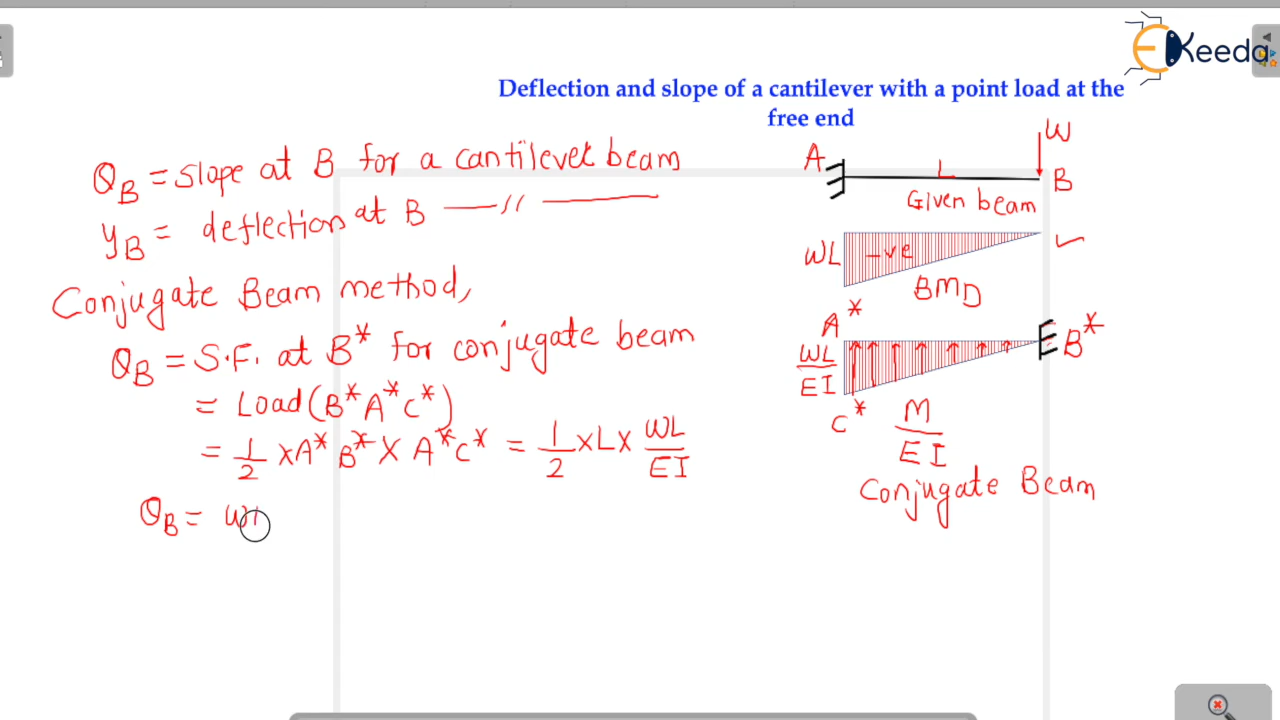 EKeeda
Deflection and slope of a cantilever with a point load at the
free end
θB = slope at B for a cantilever beam
yB = deflection at B —〃—
Conjugate Beam method,
θB = S.F. at B* for conjugate beam
= Load(B*A*C*)
= 1/2 × A*B* × A*C* = 1/2 × L × WL/EI
θB = WL
W
A L B
Given beam
WL -ve
BMD
A* B*
WL/EI
C* M/EI
Conjugate Beam